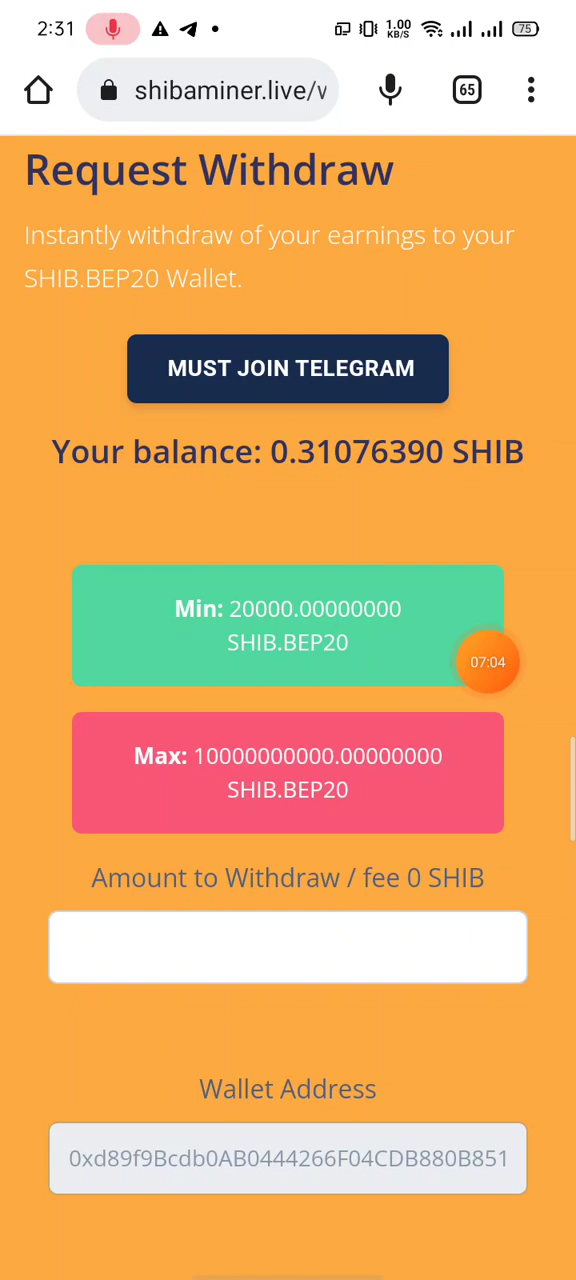 2:31
1.00
KB/S
75
shibaminer.live/v
65
Request Withdraw
Instantly withdraw of your earnings to your
SHIB.BEP20 Wallet.
MUST JOIN TELEGRAM
Your balance: 0.31076390 SHIB
Min: 20000.00000000
SHIB.BEP20
07:04
Max: 10000000000.00000000
SHIB.BEP20
Amount to Withdraw / fee 0 SHIB
Wallet Address
0xd89f9Bcdb0AB0444266F04CDB880B851